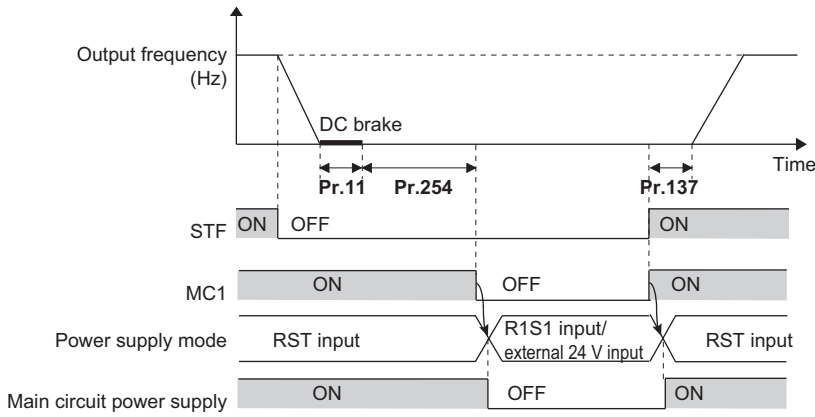 Output frequency
(Hz)
DC brake
Time
Pr.11
Pr.254
Pr.137
STF
ON
OFF
ON
MC1
ON
OFF
ON
Power supply mode
RST input
R1S1 input/
external 24 V input
RST input
Main circuit power supply
ON
OFF
ON